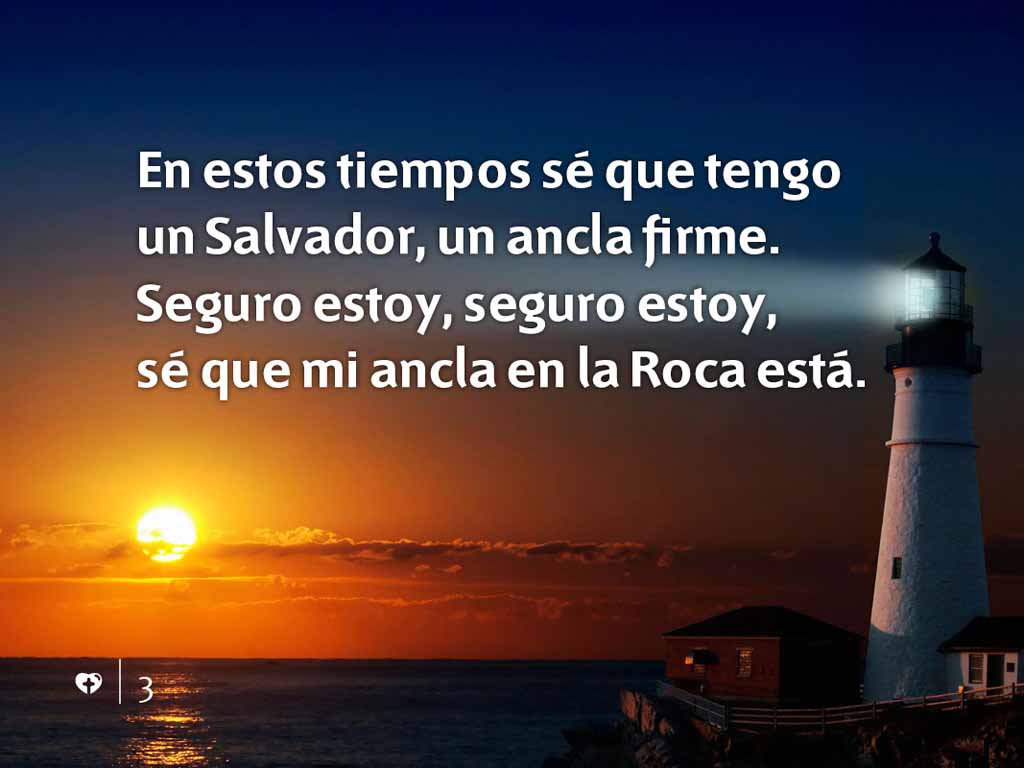 En estos tiempos sé que tengo
un Salvador, un ancla firme.
Seguro estoy, seguro estoy,
sé que mi ancla en la Roca está.
3